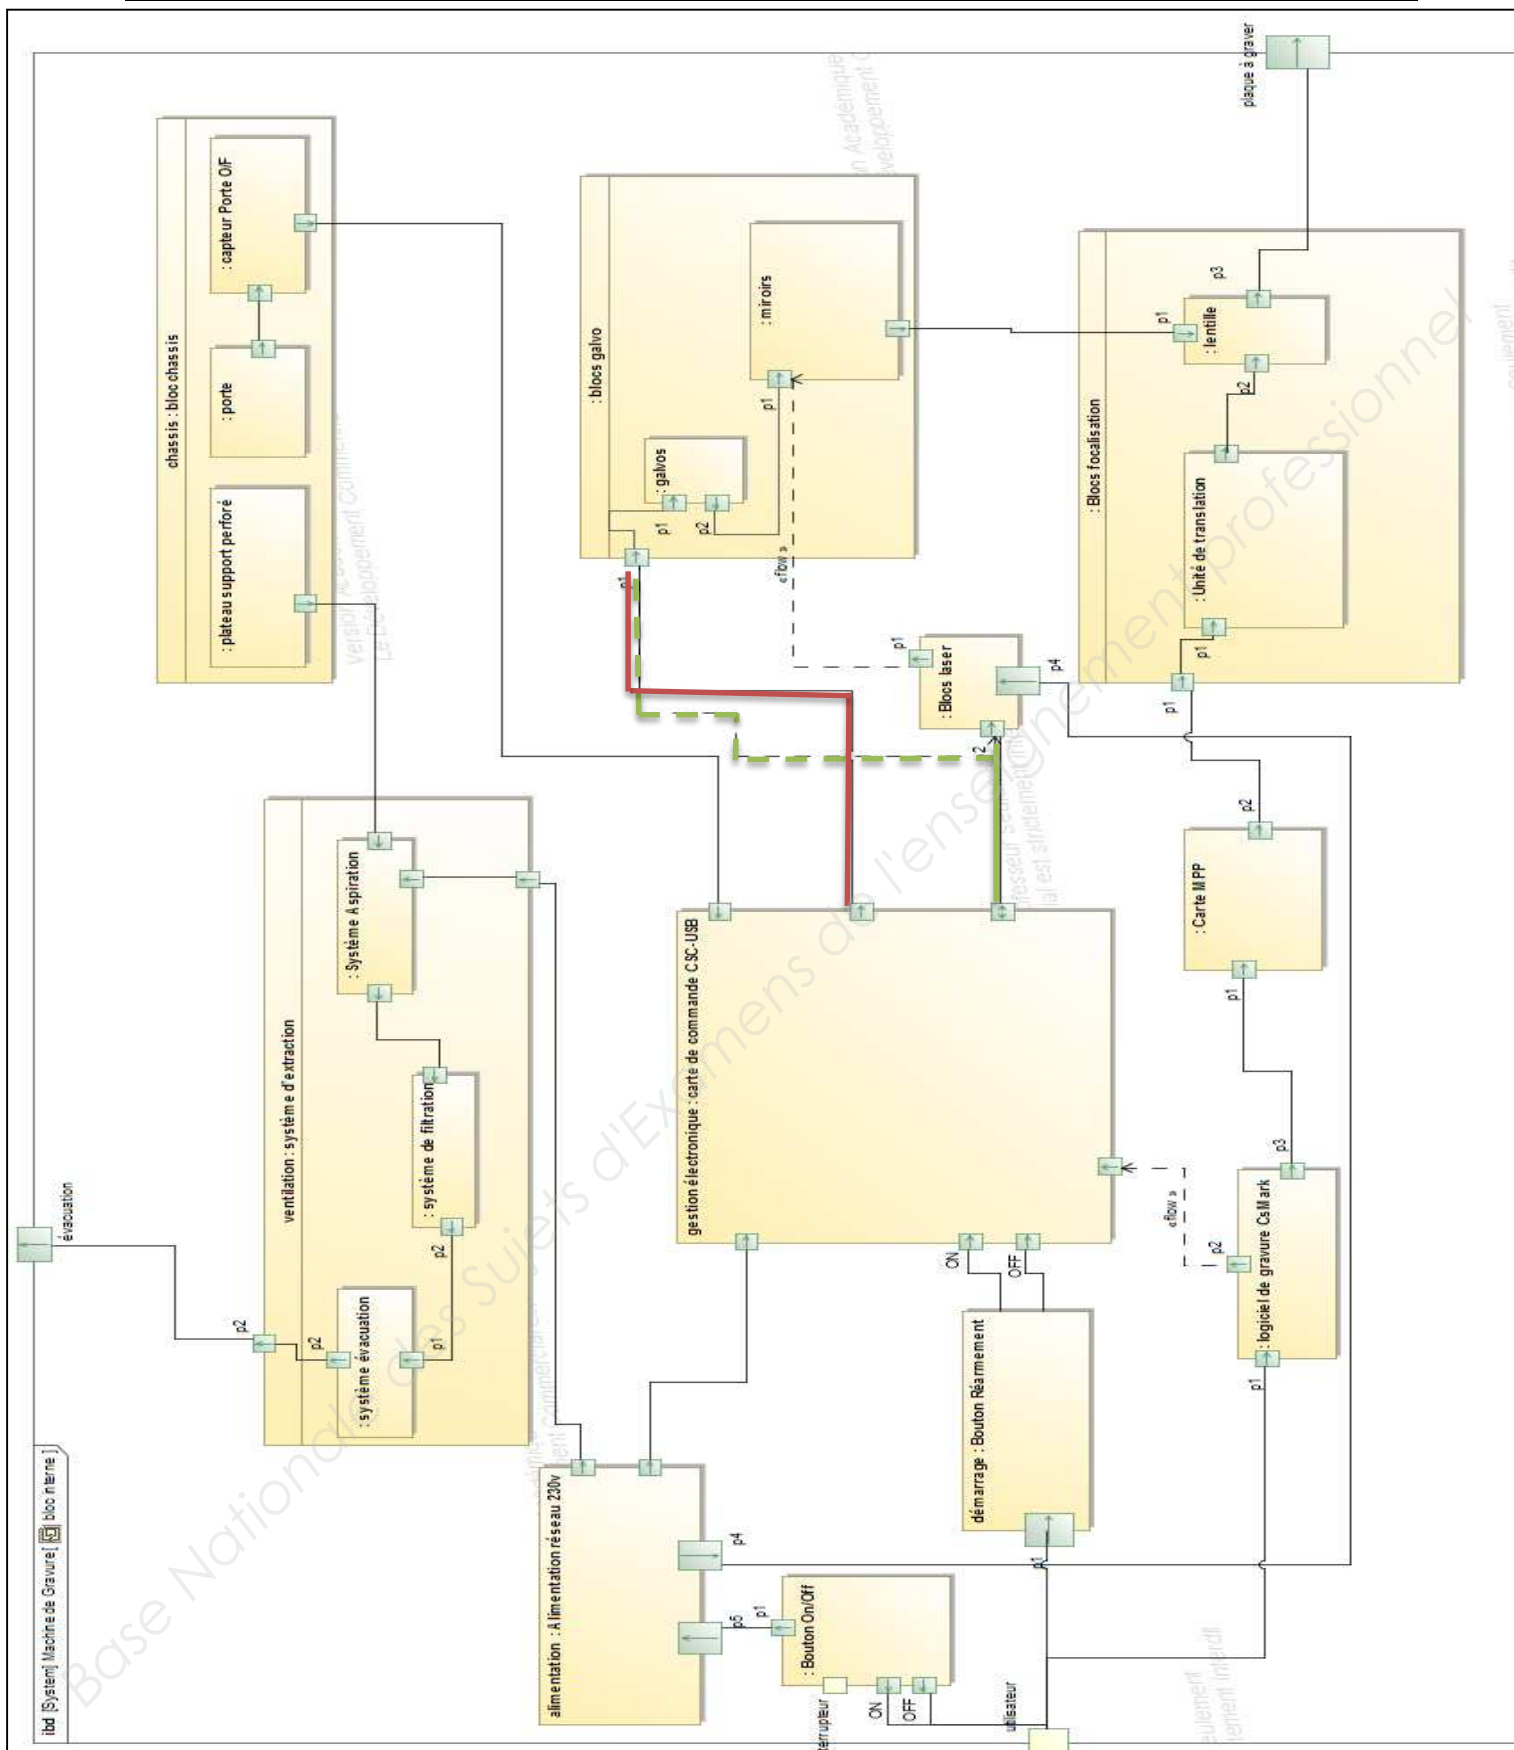 ibd [System] Machine de Gravure[ bloc interne ]
évacuation
plaque à graver
chassis : bloc chassis
: plateau support perforé
: porte
: capteur Porte O/F
ventilation : système d'extraction
: système évacuation
p2
p2
p1
: système de filtration
p2
: Système Aspiration
: blocs galvo
p1
: galvos
p1
p2
: miroirs
p1
«flow »
alimentation : Alimentation réseau 230v
p4
p5
gestion électronique : carte de commande CSC-USB
ON
OFF
: Blocs laser
p1
2
p4
: Blocs focalisation
p1
: Unité de translation
p1
: lentille
p1
p2
p3
: Bouton On/Off
p1
ON
OFF
terrupteur
utilisateur
démarrage : Bouton Réarmement
p1
: logiciel de gravure CsMark
p1
p2
p3
«flow »
: Carte MPP
p1
p2
Base Nationale des Sujets d'Examens de l'enseignement professionnel